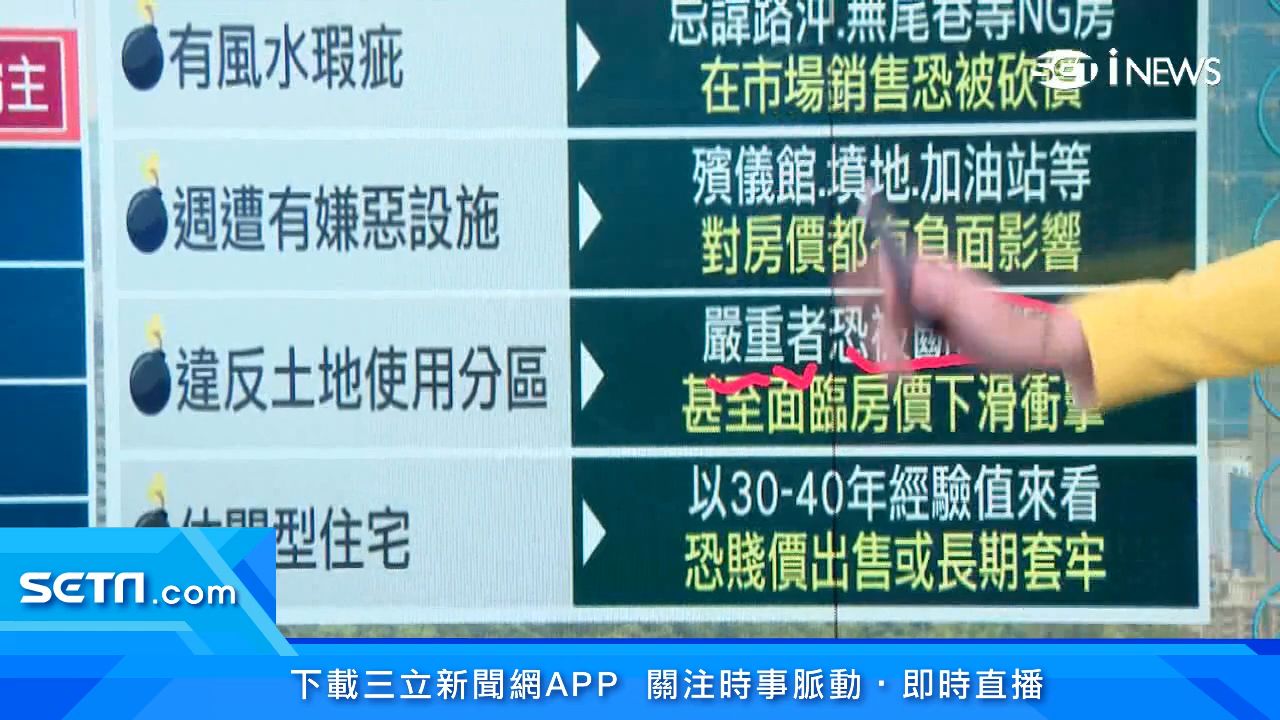 主
有風水瑕疵
忌諱路沖.無尾巷等NG房
在市場銷售恐被砍價
iNEWS
週遭有嫌惡設施
殯儀館.墳地.加油站等
對房價都有負面影響
違反土地使用分區
嚴重者恐被斷
甚至面臨房價下滑衝擊
休閒型住宅
以30-40年經驗值來看
恐賤價出售或長期套牢
SETN.com
下載三立新聞網APP 關注時事脈動・即時直播